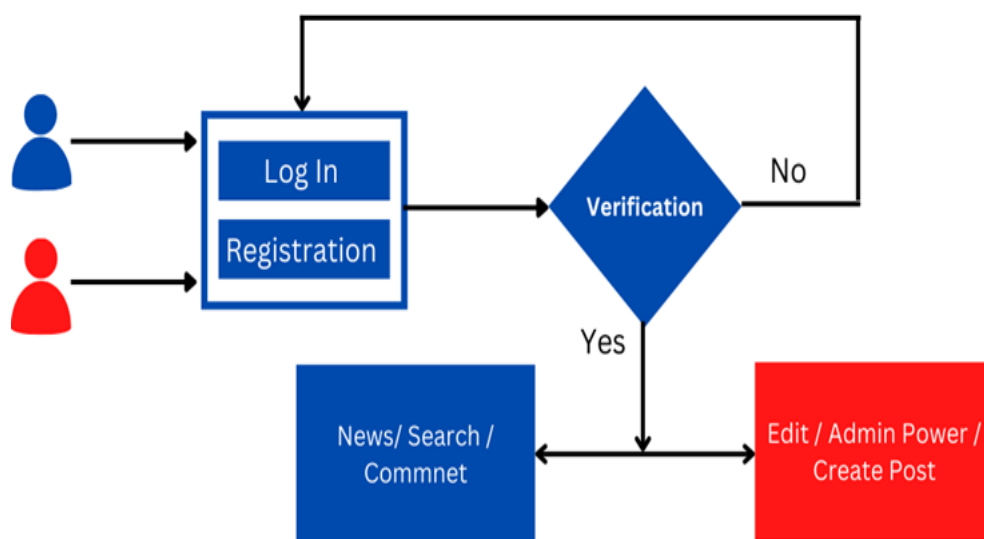 Log In
Registration
Verification
No
Yes
News/ Search /
Commnet
Edit / Admin Power /
Create Post